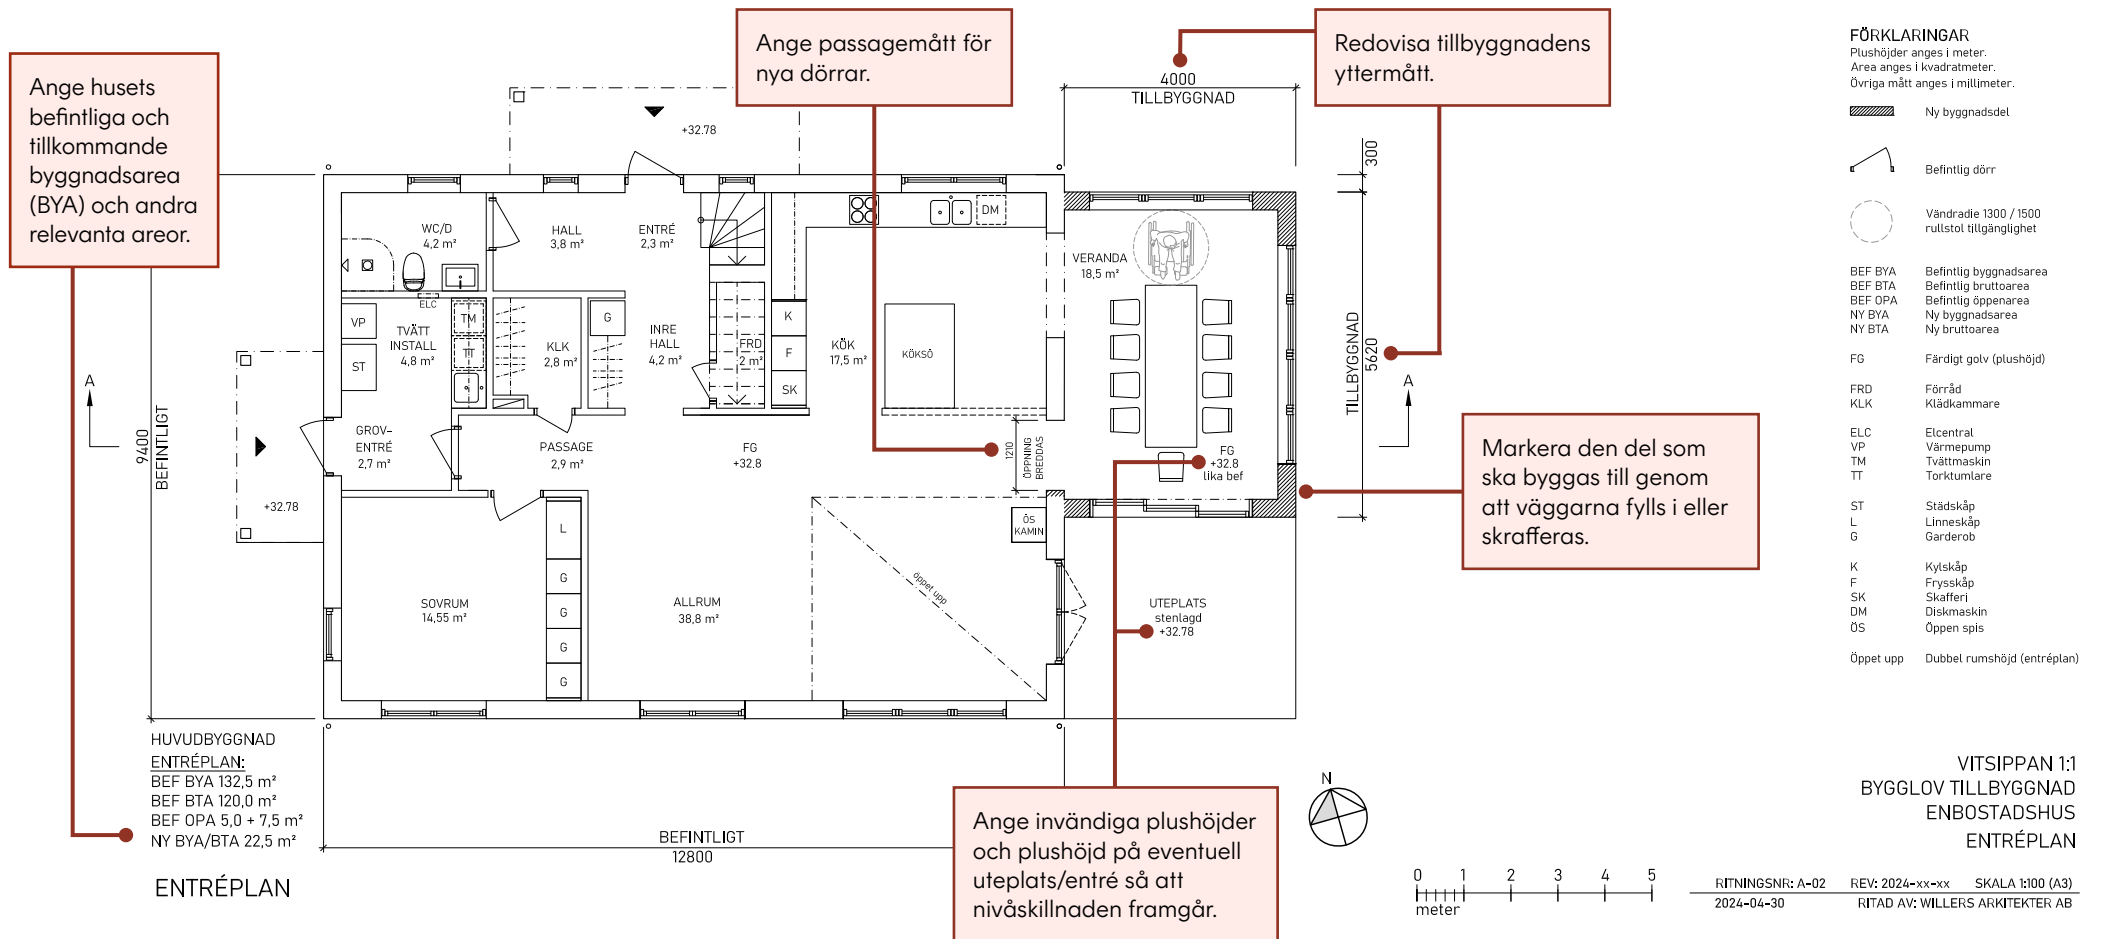 Ange husets
befintliga och
tillkommande
byggnadsarea
(BYA) och andra
relevanta areor.
Ange passagemått för
nya dörrar.
Redovisa tillbyggnadens
yttermått.
4000
TILLBYGGNAD
+32.78
300
WC/D
4,2 m²
HALL
3,8 m²
ENTRÉ
2,3 m²
DM
VERANDA
18,5 m²
ELC
VP
TVÄTT
INSTALL
4,8 m²
TM
TT
ST
KLK
2,8 m²
G
INRE
HALL
4,2 m²
FRD
2 m²
K
F
SK
KÖK
17,5 m²
KÖKSÖ
TILLBYGGNAD
5620
A
A
9400
BEFINTLIGT
GROV-
ENTRÉ
2,7 m²
PASSAGE
2,9 m²
FG
+32.8
1210
ÖPPNING
BREDDAS
FG
+32.8
lika bef
Markera den del som
ska byggas till genom
att väggarna fylls i eller
skrafferas.
+32.78
L
G
G
G
G
ÖS
KAMIN
öppet upp
SOVRUM
14,55 m²
ALLRUM
38,8 m²
UTEPLATS
stenlagd
+32.78
HUVUDBYGGNAD
ENTRÉPLAN:
BEF BYA 132,5 m²
BEF BTA 120,0 m²
BEF OPA 5,0 + 7,5 m²
NY BYA/BTA 22,5 m²
ENTRÉPLAN
BEFINTLIGT
12800
Ange invändiga plushöjder
och plushöjd på eventuell
uteplats/entré så att
nivåskillnaden framgår.
N
0 1 2 3 4 5
meter
FÖRKLARINGAR
Plushöjder anges i meter.
Area anges i kvadratmeter.
Övriga mått anges i millimeter.
Ny byggnadsdel
Befintlig dörr
Vändradie 1300 / 1500
rullstol tillgänglighet
BEF BYA Befintlig byggnadsarea
BEF BTA Befintlig bruttoarea
BEF OPA Befintlig öppenarea
NY BYA Ny byggnadsarea
NY BTA Ny bruttoarea
FG Färdigt golv (plushöjd)
FRD Förråd
KLK Klädkammare
ELC Elcentral
VP Värmepump
TM Tvättmaskin
TT Torktumlare
ST Städskåp
L Linneskåp
G Garderob
K Kylskåp
F Frysskåp
SK Skafferi
DM Diskmaskin
ÖS Öppen spis
Öppet upp Dubbel rumshöjd (entréplan)
VITSIPPAN 1:1
BYGGLOV TILLBYGGNAD
ENBOSTADSHUS
ENTRÉPLAN
RITNINGSNR: A-02 REV: 2024-xx-xx SKALA 1:100 (A3)
2024-04-30 RITAD AV: WILLERS ARKITEKTER AB